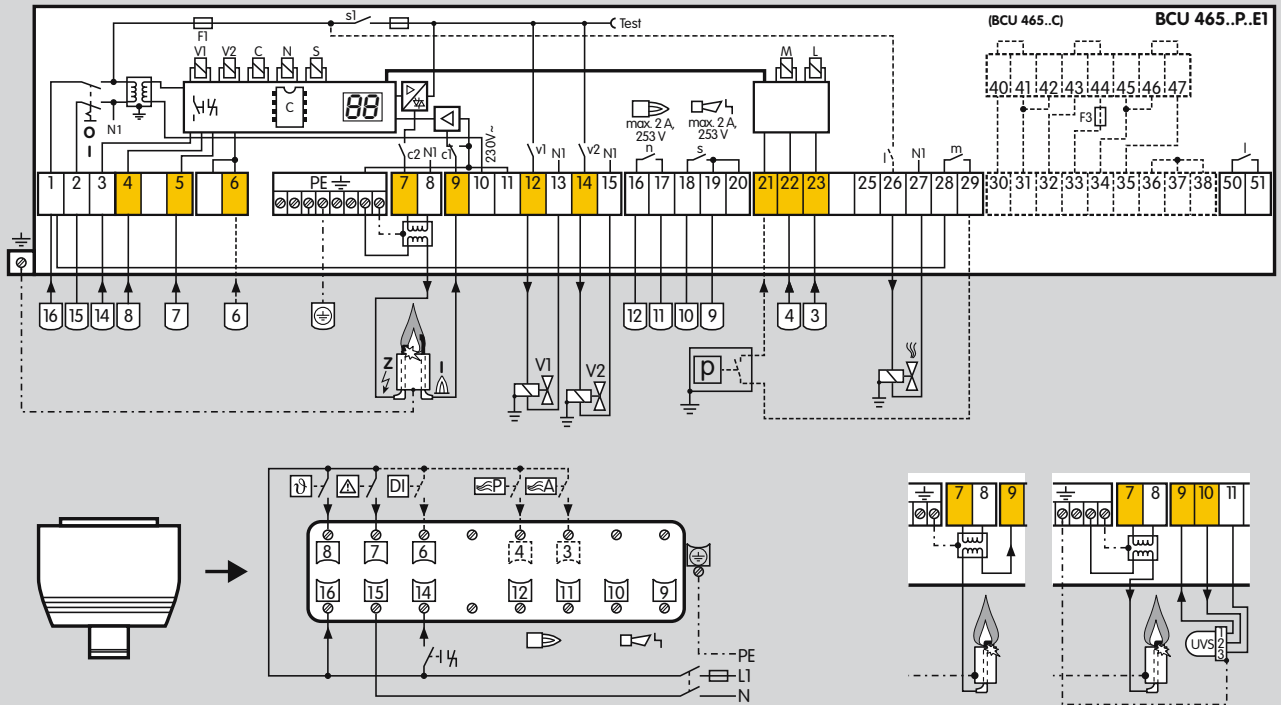 (BCU 465..C) BCU 465..P..E1
s1 Test
F1
V1 V2 C N S M L
C 88
40 41 42 43 44 45 46 47
F3
max. 2 A, 253 V max. 2 A, 253 V
N1
O
I
c2 N1 c1 230V~ v1 N1 v2 N1 n s l N1 m l
1 2 3 4 5 6 PE 7 8 9 10 11 12 13 14 15 16 17 18 19 20 21 22 23 25 26 27 28 29 30 31 32 33 34 35 36 37 38 50 51
16 15 14 8 7 6 12 11 10 9 4 3
Z I V1 V2 p
ϑ DI P A
8 7 6 4 3
16 15 14 12 11 10 9
PE
L1
N
7 8 9
7 8 9 10 11
UVS 1 2 3